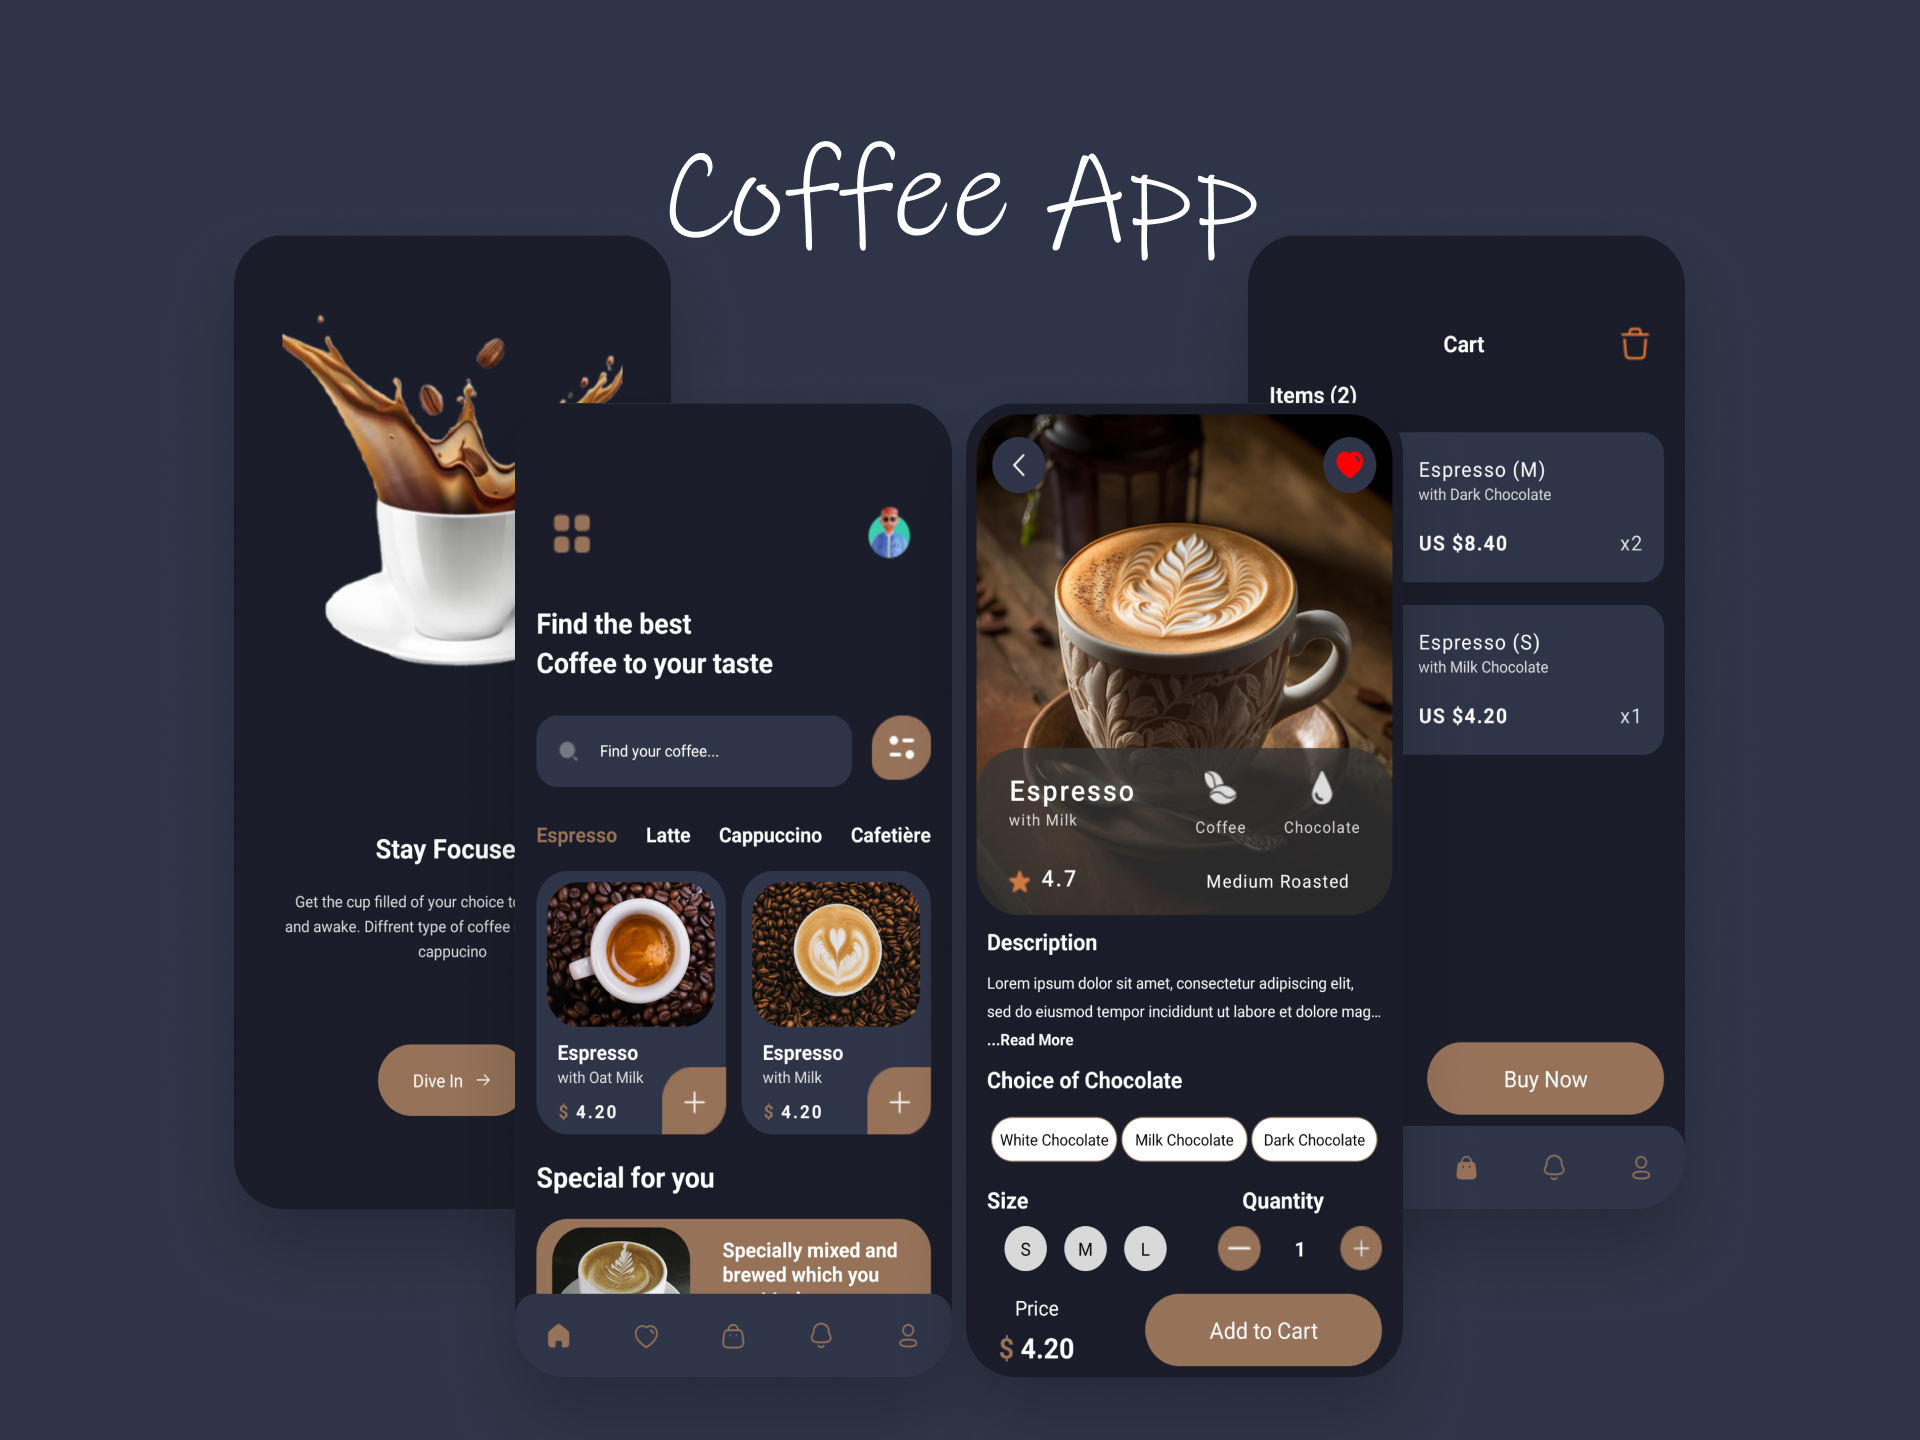 Coffee App
Stay Focuse
Get the cup filled of your choice to
and awake. Diffrent type of coffee
cappucino
Dive In
Find the best
Coffee to your taste
Find your coffee...
Espresso Latte Cappuccino Cafetière
Espresso
with Oat Milk
$ 4.20
Espresso
with Milk
$ 4.20
Special for you
Specially mixed and
brewed which you
Espresso
with Milk
Coffee
Chocolate
4.7
Medium Roasted
Description
Lorem ipsum dolor sit amet, consectetur adipiscing elit,
sed do eiusmod tempor incididunt ut labore et dolore mag...
...Read More
Choice of Chocolate
White Chocolate Milk Chocolate Dark Chocolate
Size
S M L
Quantity
1
Price
$ 4.20
Add to Cart
Cart
Items (2)
Espresso (M)
with Dark Chocolate
US $8.40
x2
Espresso (S)
with Milk Chocolate
US $4.20
x1
Buy Now